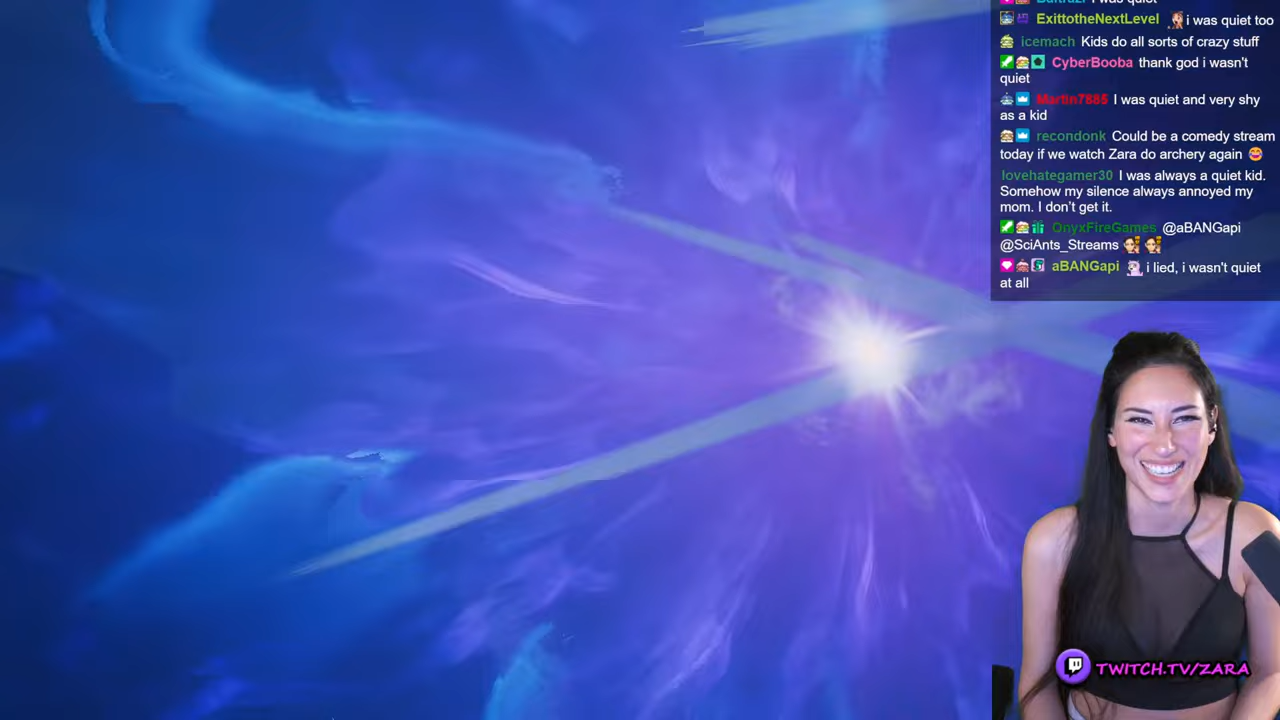 I was quiet
ExittotheNextLevel i was quiet too
icemach Kids do all sorts of crazy stuff
CyberBooba thank god i wasn't
quiet
Martin7885 I was quiet and very shy
as a kid
recondonk Could be a comedy stream
today if we watch Zara do archery again
lovehategamer30 I was always a quiet kid.
Somehow my silence always annoyed my
mom. I don't get it.
OnyxFireGames @aBANGapi
@SciAnts_Streams
aBANGapi i lied, i wasn't quiet
at all
TWITCH.TV/ZARA